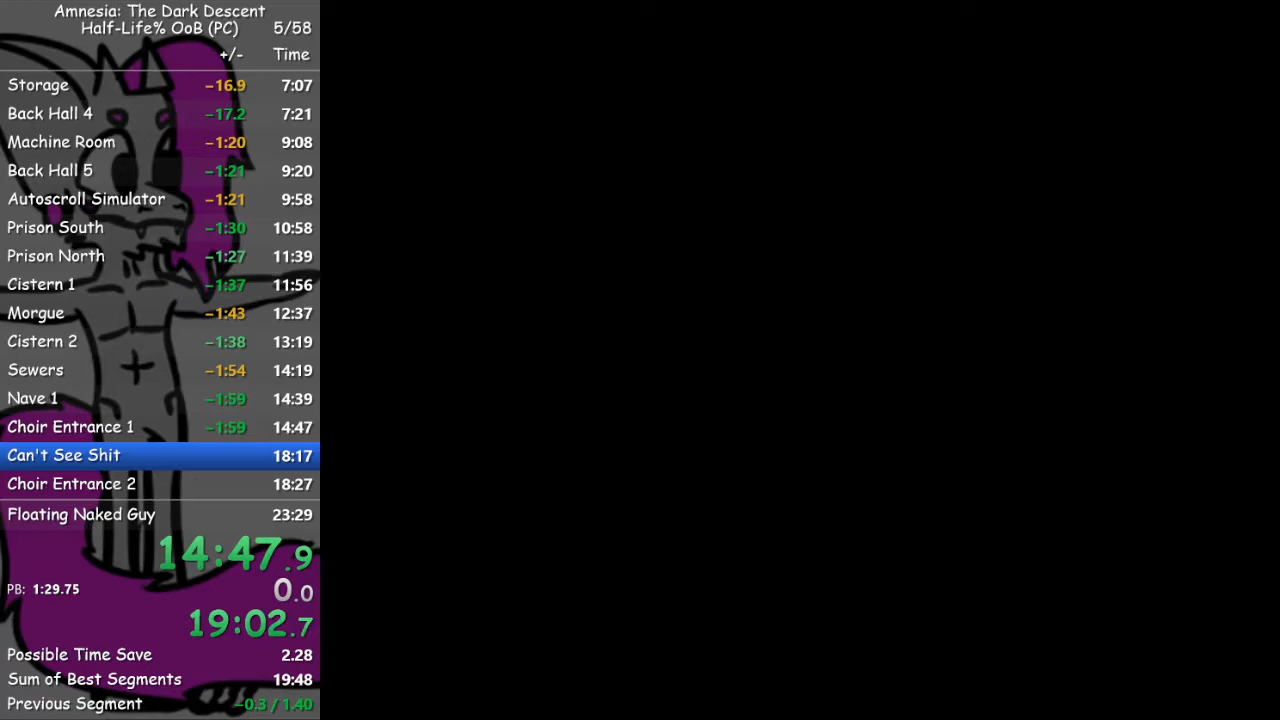 Amnesia: The Dark Descent
Half-Life% OoB (PC) 5/58
+/- Time
Storage −16.9 7:07
Back Hall 4 −17.2 7:21
Machine Room −1:20 9:08
Back Hall 5 −1:21 9:20
Autoscroll Simulator −1:21 9:58
Prison South −1:30 10:58
Prison North −1:27 11:39
Cistern 1 −1:37 11:56
Morgue −1:43 12:37
Cistern 2 −1:38 13:19
Sewers −1:54 14:19
Nave 1 −1:59 14:39
Choir Entrance 1 −1:59 14:47
Can't See Shit 18:17
Choir Entrance 2 18:27
Floating Naked Guy 23:29
14:47.9
PB: 1:29.75 0.0
19:02.7
Possible Time Save 2.28
Sum of Best Segments 19:48
Previous Segment −0.3 / 1.40